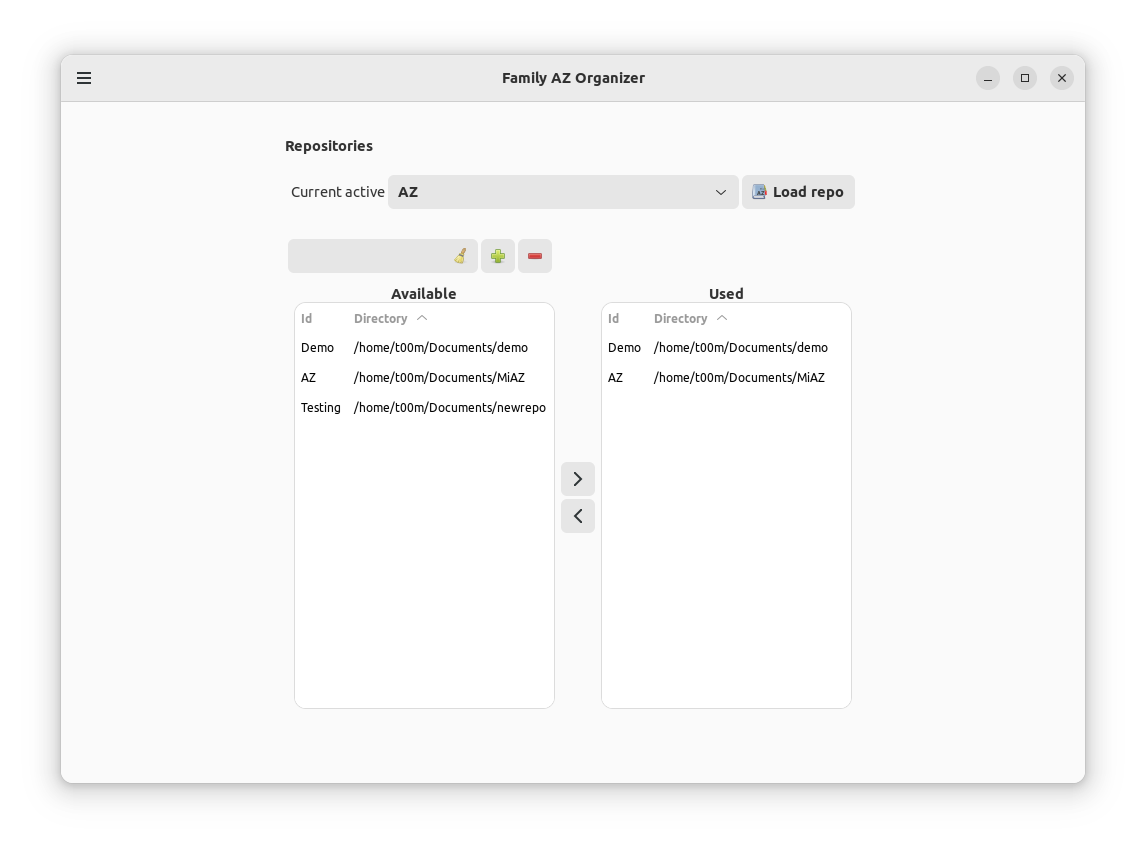 Family AZ Organizer
Repositories
Current active AZ Load repo
Available Used
Id Directory Id Directory
Demo /home/t00m/Documents/demo Demo /home/t00m/Documents/demo
AZ /home/t00m/Documents/MiAZ AZ /home/t00m/Documents/MiAZ
Testing /home/t00m/Documents/newrepo